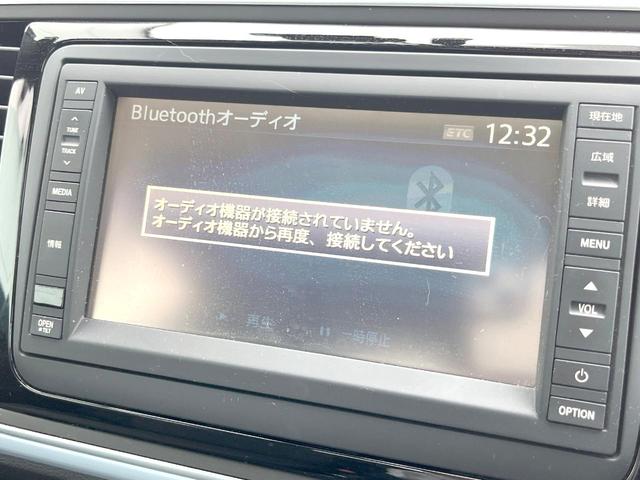 AV
TUNE
TRACK
MEDIA
情報
OPEN
TILT
Bluetoothオーディオ
ETC 12:32
オーディオ機器が接続されていません。
オーディオ機器から再度、接続してください
再生 一時停止
現在地
広域
詳細
MENU
VOL
OPTION